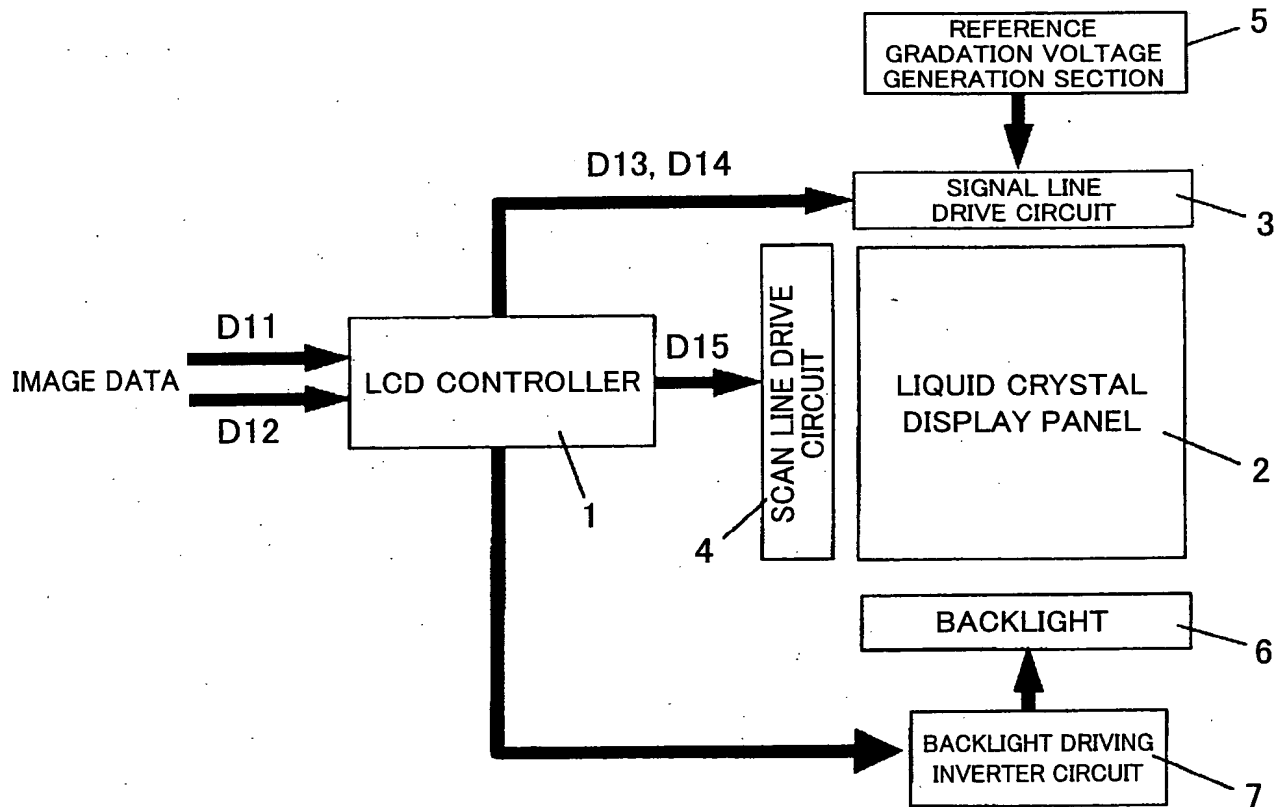 REFERENCE
GRADATION VOLTAGE
GENERATION SECTION
5
D13, D14
SIGNAL LINE
DRIVE CIRCUIT
3
D11
IMAGE DATA
D12
LCD CONTROLLER
1
D15
SCAN LINE DRIVE
CIRCUIT
4
LIQUID CRYSTAL
DISPLAY PANEL
2
BACKLIGHT
6
BACKLIGHT DRIVING
INVERTER CIRCUIT
7